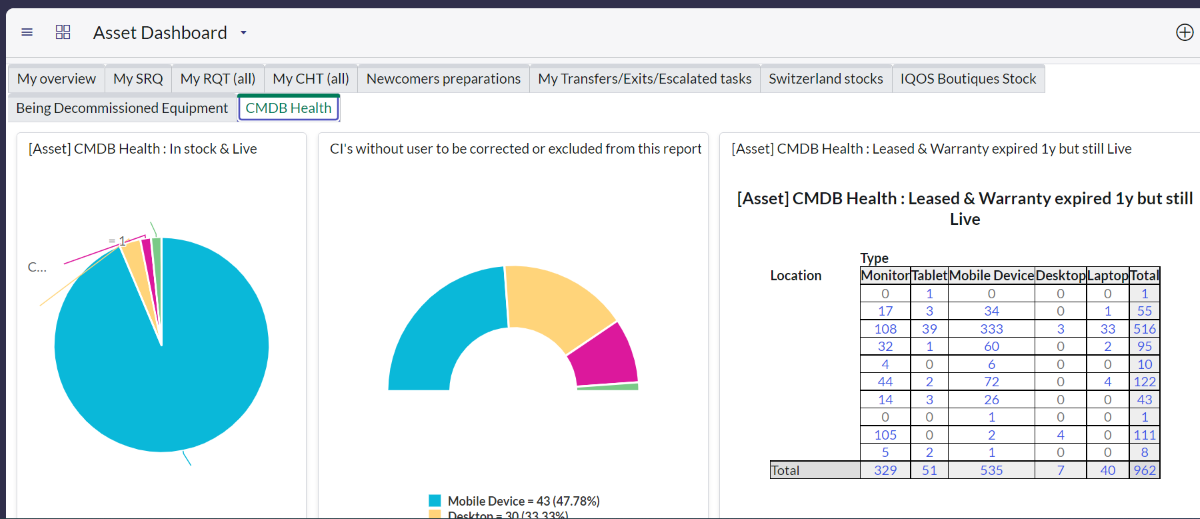 Asset Dashboard
My overview My SRQ My RQT (all) My CHT (all) Newcomers preparations My Transfers/Exits/Escalated tasks Switzerland stocks IQOS Boutiques Stock
Being Decommissioned Equipment CMDB Health
[Asset] CMDB Health : In stock & Live
= 1
C...
CI's without user to be corrected or excluded from this report
Mobile Device = 43 (47.78%)
Desktop = 30 (33.33%)
[Asset] CMDB Health : Leased & Warranty expired 1y but still Live
[Asset] CMDB Health : Leased & Warranty expired 1y but still
Live
Type
Location Monitor Tablet Mobile Device Desktop Laptop Total
0 1 0 0 0 1
17 3 34 0 1 55
108 39 333 3 33 516
32 1 60 0 2 95
4 0 6 0 0 10
44 2 72 0 4 122
14 3 26 0 0 43
0 0 1 0 0 1
105 0 2 4 0 111
5 2 1 0 0 8
Total 329 51 535 7 40 962